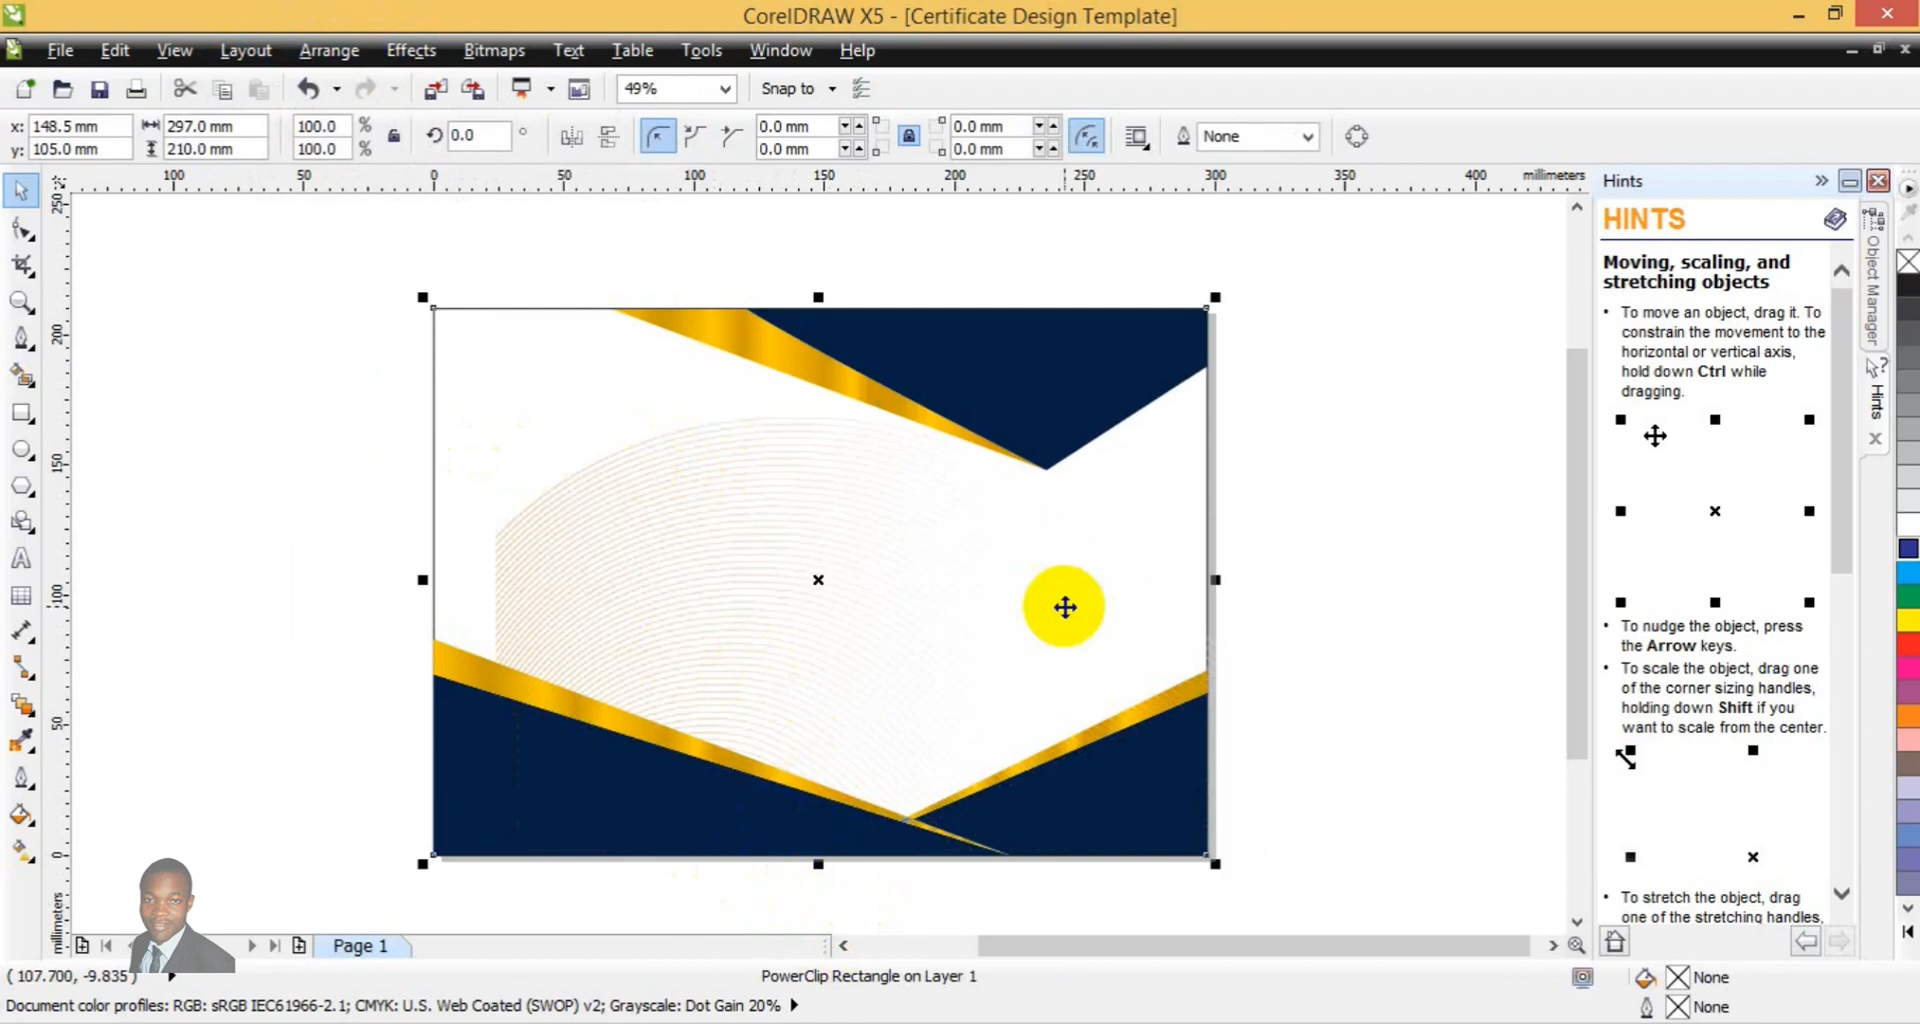 CorelDRAW X5 - [Certificate Design Template]
File Edit View Layout Arrange Effects Bitmaps Text Table Tools Window Help
49% Snap to
x: 148.5 mm 297.0 mm 100.0 % 0.0 ° 0.0 mm 0.0 mm None
y: 105.0 mm 210.0 mm 100.0 % 0.0 mm 0.0 mm
100 50 0 50 100 150 200 250 300 350 400 millimeters
250
200
150
100
50
0
millimeters
Hints
HINTS
Moving, scaling, and
stretching objects
• To move an object, drag it. To
constrain the movement to the
horizontal or vertical axis,
hold down Ctrl while
dragging.
• To nudge the object, press
the Arrow keys.
• To scale the object, drag one
of the corner sizing handles,
holding down Shift if you
want to scale from the center.
• To stretch the object, drag
one of the stretching handles,
Object Manager
Hints
Page 1
( 107.700, -9.835 )
PowerClip Rectangle on Layer 1
None
Document color profiles: RGB: sRGB IEC61966-2.1; CMYK: U.S. Web Coated (SWOP) v2; Grayscale: Dot Gain 20%
None